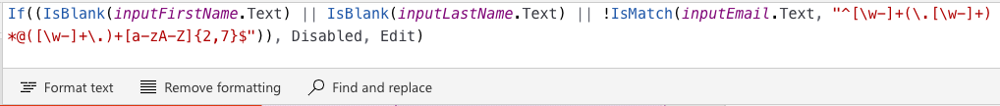 If((IsBlank(inputFirstName.Text) || IsBlank(inputLastName.Text) || !IsMatch(inputEmail.Text, "^[\w-]+(\.[\w-]+)
*@([\w-]+\.)+[a-zA-Z]{2,7}$")), Disabled, Edit)
Format text Remove formatting Find and replace